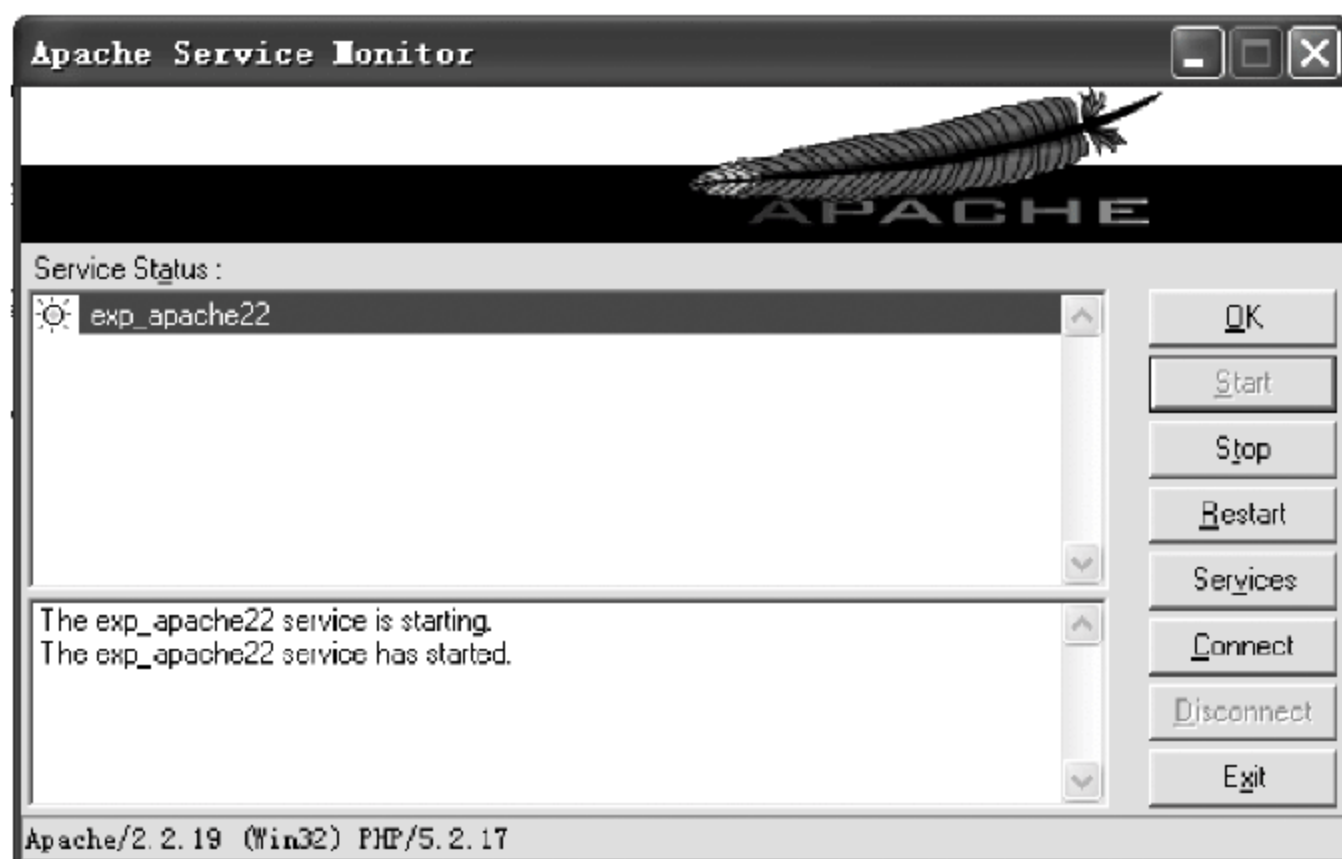 Apache Service Monitor
APACHE
Service Status :
exp_apache22
OK
Start
Stop
Restart
Services
Connect
Disconnect
Exit
The exp_apache22 service is starting.
The exp_apache22 service has started.
Apache/2.2.19 (Win32) PHP/5.2.17